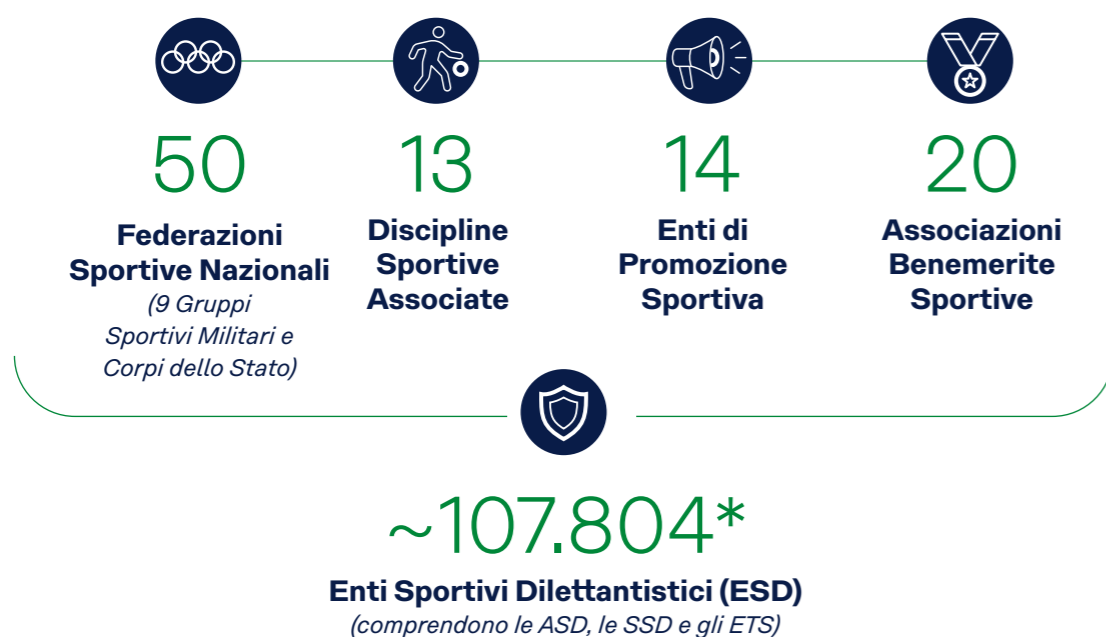 50
Federazioni
Sportive Nazionali
(9 Gruppi
Sportivi Militari e
Corpi dello Stato)
13
Discipline
Sportive
Associate
14
Enti di
Promozione
Sportiva
20
Associazioni
Benemerite
Sportive
~107.804*
Enti Sportivi Dilettantistici (ESD)
(comprendono le ASD, le SSD e gli ETS)